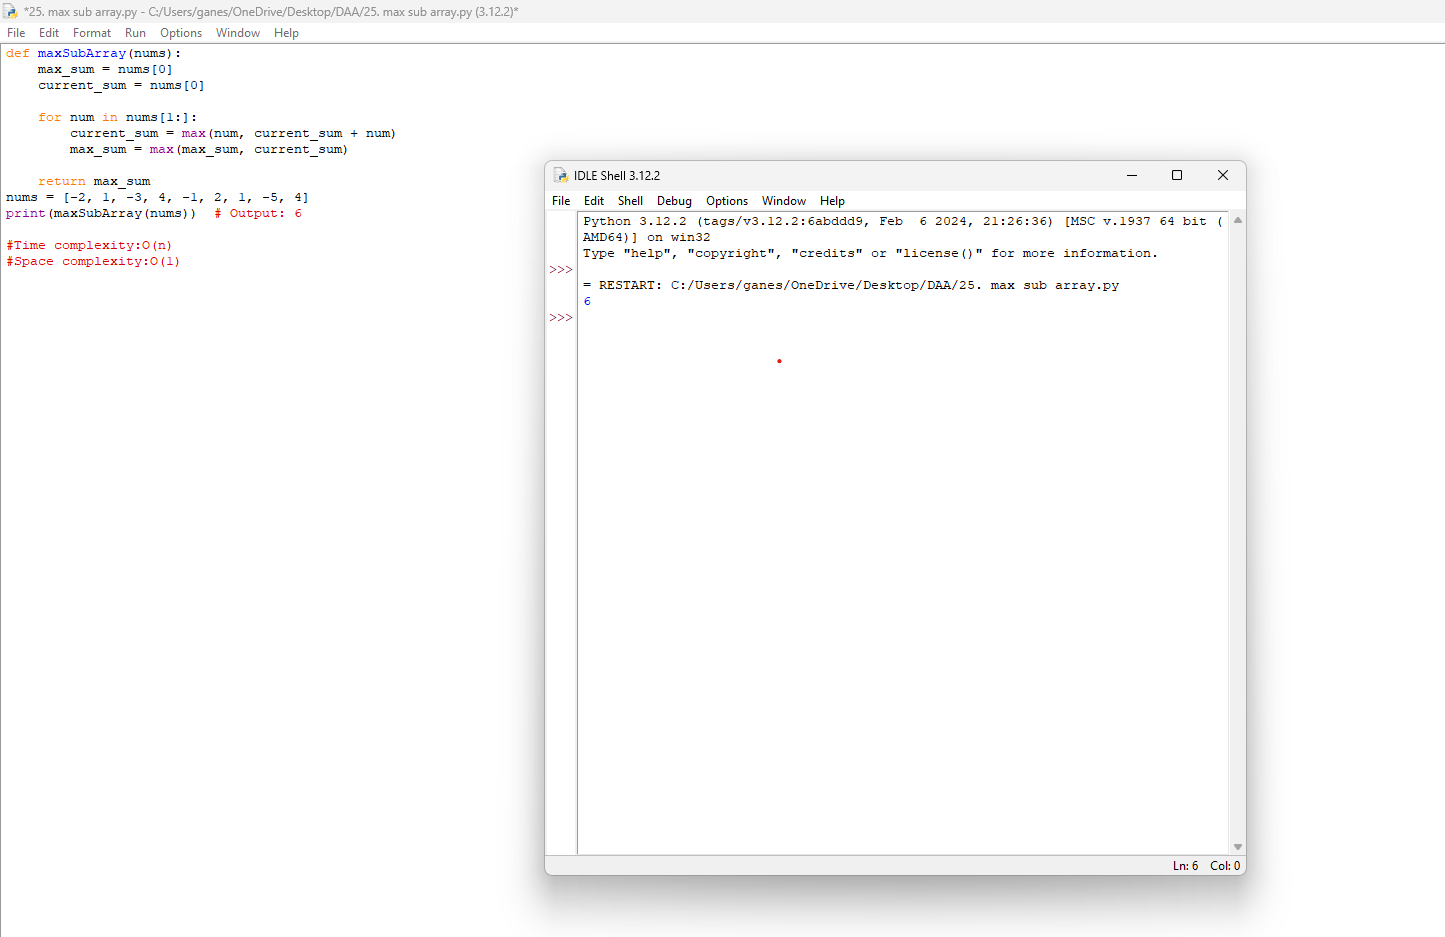 *25. max sub array.py - C:/Users/ganes/OneDrive/Desktop/DAA/25. max sub array.py (3.12.2)*
File Edit Format Run Options Window Help
def maxSubArray(nums):
    max_sum = nums[0]
    current_sum = nums[0]

    for num in nums[1:]:
        current_sum = max(num, current_sum + num)
        max_sum = max(max_sum, current_sum)

    return max_sum
nums = [-2, 1, -3, 4, -1, 2, 1, -5, 4]
print(maxSubArray(nums))  # Output: 6

#Time complexity:O(n)
#Space complexity:O(1)
IDLE Shell 3.12.2
File Edit Shell Debug Options Window Help
Python 3.12.2 (tags/v3.12.2:6abddd9, Feb  6 2024, 21:26:36) [MSC v.1937 64 bit (
AMD64)] on win32
Type "help", "copyright", "credits" or "license()" for more information.
>>>
= RESTART: C:/Users/ganes/OneDrive/Desktop/DAA/25. max sub array.py
6
>>>
Ln: 6 Col: 0